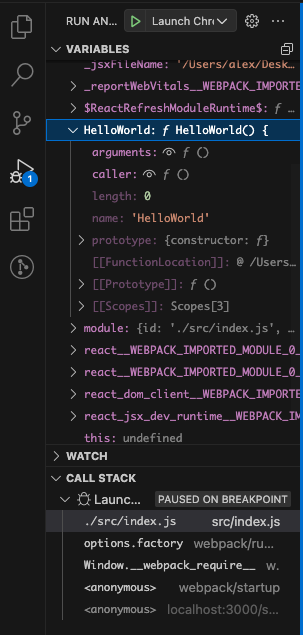 RUN AN...
Launch Chr
VARIABLES
_jsxFileName: '/Users/alex/Desk…
_reportWebVitals__WEBPACK_IMPORTE
$ReactRefreshModuleRuntime$: ƒ …
HelloWorld: ƒ HelloWorld() {
arguments: ƒ ()
caller: ƒ ()
length: 0
name: 'HelloWorld'
prototype: {constructor: ƒ}
[[FunctionLocation]]: @ /Users…
[[Prototype]]: ƒ ()
[[Scopes]]: Scopes[3]
module: {id: './src/index.js', …
react__WEBPACK_IMPORTED_MODULE_0_
react__WEBPACK_IMPORTED_MODULE_0_
react_dom_client__WEBPACK_IMPORTE
react_jsx_dev_runtime__WEBPACK_IM
this: undefined
WATCH
CALL STACK
Launc... PAUSED ON BREAKPOINT
./src/index.js src/index.js
options.factory webpack/ru...
Window.__webpack_require__ w.
<anonymous> webpack/startup
<anonymous> localhost:3000/s...
1